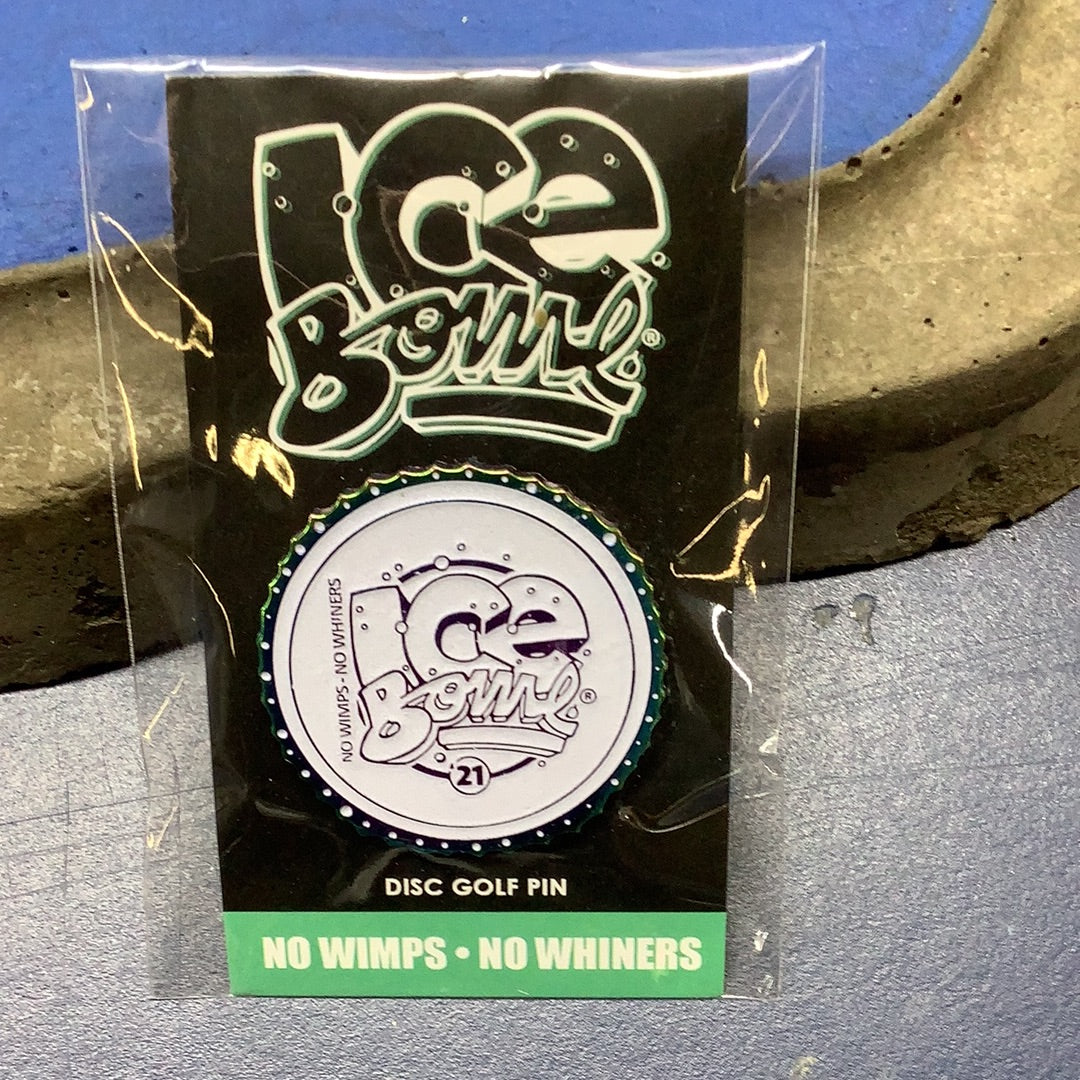 Ice
Bowl®
NO WIMPS - NO WHINERS
Ice
Bowl®
'21
DISC GOLF PIN
NO WIMPS • NO WHINERS